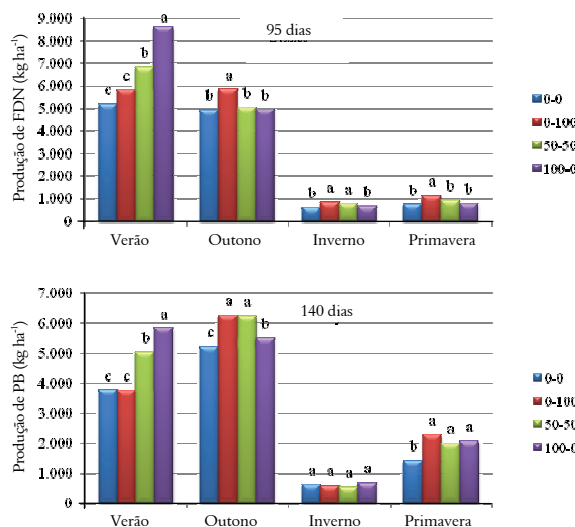 95 dias
Produção de FDN (kg ha-1)
9.000
8.000
7.000
6.000
5.000
4.000
3.000
2.000
1.000
0
c c b a
b a b b
b a a b
b a b b
Verão Outono Inverno Primavera
0-0
0-100
50-50
100-0
140 dias
Produção de PB (kg ha-1)
7.000
6.000
5.000
4.000
3.000
2.000
1.000
0
c c b a
c a a b
a a a a
b a a a
Verão Outono Inverno Primavera
0-0
0-100
50-50
100-0